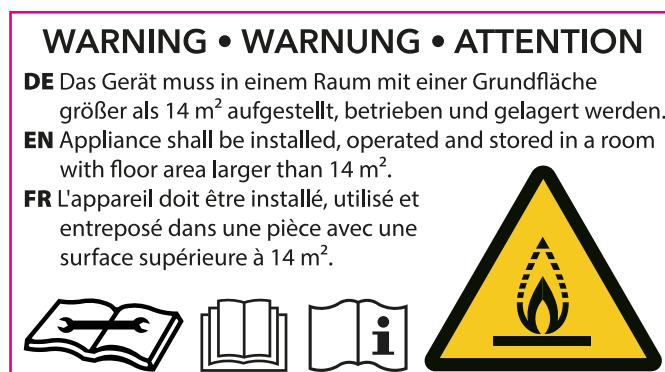 WARNING • WARNUNG • ATTENTION
DE Das Gerät muss in einem Raum mit einer Grundfläche
größer als 14 m² aufgestellt, betrieben und gelagert werden.
EN Appliance shall be installed, operated and stored in a room
with floor area larger than 14 m².
FR L'appareil doit être installé, utilisé et
entreposé dans une pièce avec une
surface supérieure à 14 m².
i